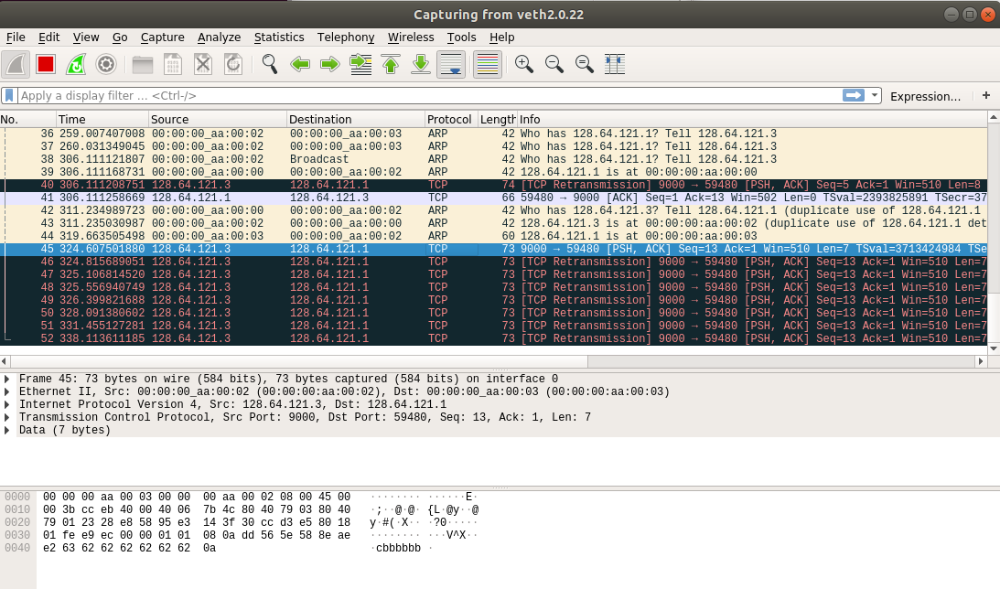 Capturing from veth2.0.22
File Edit View Go Capture Analyze Statistics Telephony Wireless Tools Help
Apply a display filter ... <Ctrl-/> Expression... +
No. Time Source Destination Protocol Length Info
36 259.007407008 00:00:00_aa:00:02 00:00:00_aa:00:03 ARP 42 Who has 128.64.121.1? Tell 128.64.121.3
37 260.031349045 00:00:00_aa:00:02 00:00:00_aa:00:03 ARP 42 Who has 128.64.121.1? Tell 128.64.121.3
38 306.111121807 00:00:00_aa:00:02 Broadcast ARP 42 Who has 128.64.121.1? Tell 128.64.121.3
39 306.111168731 00:00:00_aa:00:00 00:00:00_aa:00:02 ARP 42 128.64.121.1 is at 00:00:00:aa:00:00
40 306.111208751 128.64.121.3 128.64.121.1 TCP 74 [TCP Retransmission] 9000 → 59480 [PSH, ACK] Seq=5 Ack=1 Win=510 Len=8
41 306.111258669 128.64.121.1 128.64.121.3 TCP 66 59480 → 9000 [ACK] Seq=1 Ack=13 Win=502 Len=0 TSval=2393825891 TSecr=37
42 311.234989723 00:00:00_aa:00:00 00:00:00_aa:00:02 ARP 42 Who has 128.64.121.3? Tell 128.64.121.1 (duplicate use of 128.64.121.1
43 311.235030987 00:00:00_aa:00:02 00:00:00_aa:00:00 ARP 42 128.64.121.3 is at 00:00:00:aa:00:02 (duplicate use of 128.64.121.1 det
44 319.663505498 00:00:00_aa:00:03 00:00:00_aa:00:02 ARP 60 128.64.121.1 is at 00:00:00:aa:00:03
45 324.607501880 128.64.121.3 128.64.121.1 TCP 73 9000 → 59480 [PSH, ACK] Seq=13 Ack=1 Win=510 Len=7 TSval=3713424984 TSe
46 324.815689051 128.64.121.3 128.64.121.1 TCP 73 [TCP Retransmission] 9000 → 59480 [PSH, ACK] Seq=13 Ack=1 Win=510 Len=7
47 325.106814520 128.64.121.3 128.64.121.1 TCP 73 [TCP Retransmission] 9000 → 59480 [PSH, ACK] Seq=13 Ack=1 Win=510 Len=7
48 325.556940749 128.64.121.3 128.64.121.1 TCP 73 [TCP Retransmission] 9000 → 59480 [PSH, ACK] Seq=13 Ack=1 Win=510 Len=7
49 326.399821688 128.64.121.3 128.64.121.1 TCP 73 [TCP Retransmission] 9000 → 59480 [PSH, ACK] Seq=13 Ack=1 Win=510 Len=7
50 328.091380602 128.64.121.3 128.64.121.1 TCP 73 [TCP Retransmission] 9000 → 59480 [PSH, ACK] Seq=13 Ack=1 Win=510 Len=7
51 331.455127281 128.64.121.3 128.64.121.1 TCP 73 [TCP Retransmission] 9000 → 59480 [PSH, ACK] Seq=13 Ack=1 Win=510 Len=7
52 338.113611185 128.64.121.3 128.64.121.1 TCP 73 [TCP Retransmission] 9000 → 59480 [PSH, ACK] Seq=13 Ack=1 Win=510 Len=7
Frame 45: 73 bytes on wire (584 bits), 73 bytes captured (584 bits) on interface 0
Ethernet II, Src: 00:00:00_aa:00:02 (00:00:00:aa:00:02), Dst: 00:00:00_aa:00:03 (00:00:00:aa:00:03)
Internet Protocol Version 4, Src: 128.64.121.3, Dst: 128.64.121.1
Transmission Control Protocol, Src Port: 9000, Dst Port: 59480, Seq: 13, Ack: 1, Len: 7
Data (7 bytes)
0000 00 00 00 aa 00 03 00 00 00 aa 00 02 08 00 45 00 ········ ······E·
0010 00 3b cc eb 40 00 40 06 7b 4c 80 40 79 03 80 40 ·;··@·@· {L·@y··@
0020 79 01 23 28 e8 58 95 e3 14 3f 30 cc d3 e5 80 18 y·#(·X·· ·?0·····
0030 01 fe e9 ec 00 00 01 01 08 0a dd 56 5e 58 8e ae ········ ···V^X··
0040 e2 63 62 62 62 62 62 62 0a ·cbbbbbb ·